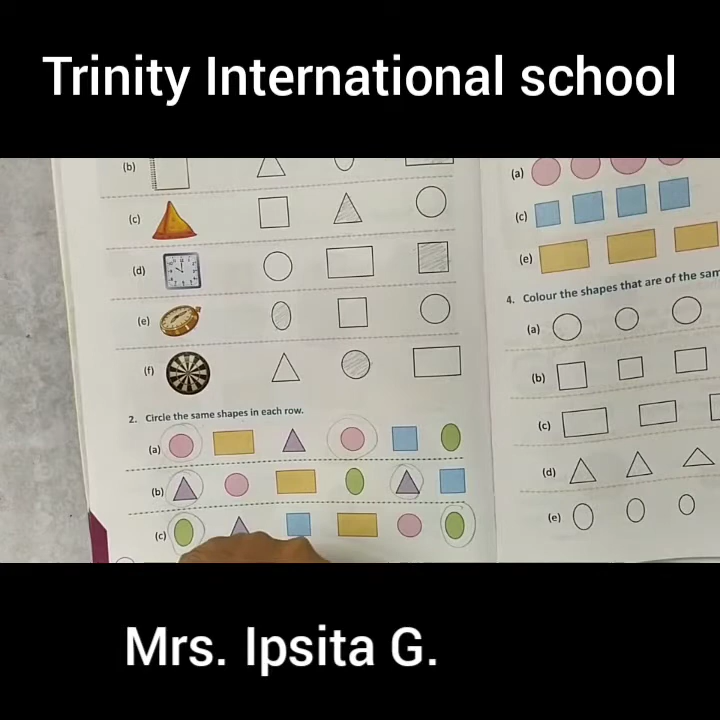 Trinity International school
(b)
(c)
(d)
(e)
(f)
2. Circle the same shapes in each row.
(a)
(b)
(c)
(a)
(c)
(e)
4. Colour the shapes that are of the
(a)
(b)
(c)
(d)
(e)
Mrs. Ipsita G.